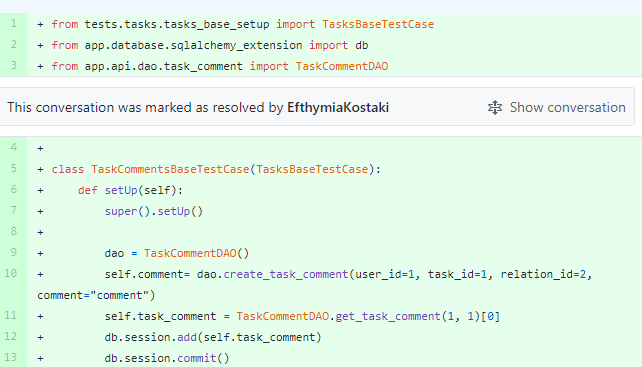 1 + from tests.tasks.tasks_base_setup import TasksBaseTestCase
2 + from app.database.sqlalchemy_extension import db
3 + from app.api.dao.task_comment import TaskCommentDAO
This conversation was marked as resolved by EfthymiaKostaki Show conversation
4 +
5 + class TaskCommentsBaseTestCase(TasksBaseTestCase):
6 +     def setUp(self):
7 +         super().setUp()
8 +
9 +         dao = TaskCommentDAO()
10 +         self.comment= dao.create_task_comment(user_id=1, task_id=1, relation_id=2,
comment="comment")
11 +         self.task_comment = TaskCommentDAO.get_task_comment(1, 1)[0]
12 +         db.session.add(self.task_comment)
13 +         db.session.commit()